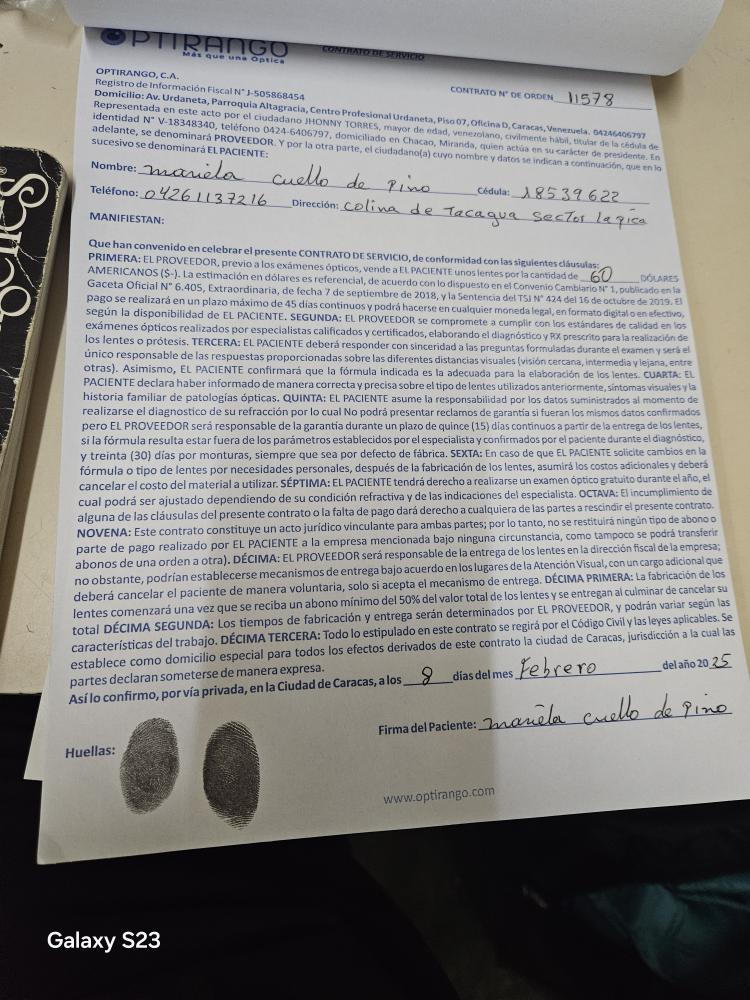 OPTIRANGO
Más que una Óptica
CONTRATO DE SERVICIO
OPTIRANGO, C.A.
CONTRATO N° DE ORDEN 11578
Registro de Información Fiscal N° J-505868454
Domicilio: Av. Urdaneta, Parroquia Altagracia, Centro Profesional Urdaneta, Piso 07, Oficina D, Caracas, Venezuela. 04246406797
Representada en este acto por el ciudadano JHONNY TORRES, mayor de edad, venezolano, civilmente hábil, titular de la cédula de
identidad N° V-18348340, teléfono 0424-6406797, domiciliado en Chacao, Miranda, quien actúa en su carácter de presidente. En
adelante, se denominará PROVEEDOR. Y por la otra parte, el ciudadano(a) cuyo nombre y datos se indican a continuación, que en lo
sucesivo se denominará EL PACIENTE:
Nombre: mariela cuello de pino Cédula: 18539622
Teléfono: 04261137216 Dirección: colina de Tacagua sector la pica
MANIFIESTAN:
Que han convenido en celebrar el presente CONTRATO DE SERVICIO, de conformidad con las siguientes cláusulas:
PRIMERA: EL PROVEEDOR, previo a los exámenes ópticos, vende a EL PACIENTE unos lentes por la cantidad de 60 DÓLARES
AMERICANOS ($-). La estimación en dólares es referencial, de acuerdo con lo dispuesto en el Convenio Cambiario N° 1, publicado en la
Gaceta Oficial N° 6.405, Extraordinaria, de fecha 7 de septiembre de 2018, y la Sentencia del TSJ N° 424 del 16 de octubre de 2019. El
pago se realizará en un plazo máximo de 45 días continuos y podrá hacerse en cualquier moneda legal, en formato digital o en efectivo,
según la disponibilidad de EL PACIENTE. SEGUNDA: EL PROVEEDOR se compromete a cumplir con los estándares de calidad en los
exámenes ópticos realizados por especialistas calificados y certificados, elaborando el diagnóstico y RX prescrito para la realización de
los lentes o prótesis. TERCERA: EL PACIENTE deberá responder con sinceridad a las preguntas formuladas durante el examen y será el
único responsable de las respuestas proporcionadas sobre las diferentes distancias visuales (visión cercana, intermedia y lejana, entre
otras). Asimismo, EL PACIENTE confirmará que la fórmula indicada es la adecuada para la elaboración de los lentes. CUARTA: EL
PACIENTE declara haber informado de manera correcta y precisa sobre el tipo de lentes utilizados anteriormente, síntomas visuales y la
historia familiar de patologías ópticas. QUINTA: EL PACIENTE asume la responsabilidad por los datos suministrados al momento de
realizarse el diagnostico de su refracción por lo cual No podrá presentar reclamos de garantía si fueran los mismos datos confirmados
pero EL PROVEEDOR será responsable de la garantía durante un plazo de quince (15) días continuos a partir de la entrega de los lentes,
si la fórmula resulta estar fuera de los parámetros establecidos por el especialista y confirmados por el paciente durante el diagnóstico,
y treinta (30) días por monturas, siempre que sea por defecto de fábrica. SEXTA: En caso de que EL PACIENTE solicite cambios en la
fórmula o tipo de lentes por necesidades personales, después de la fabricación de los lentes, asumirá los costos adicionales y deberá
cancelar el costo del material a utilizar. SÉPTIMA: EL PACIENTE tendrá derecho a realizarse un examen óptico gratuito durante el año, el
cual podrá ser ajustado dependiendo de su condición refractiva y de las indicaciones del especialista. OCTAVA: El incumplimiento de
alguna de las cláusulas del presente contrato o la falta de pago dará derecho a cualquiera de las partes a rescindir el presente contrato.
NOVENA: Este contrato constituye un acto jurídico vinculante para ambas partes; por lo tanto, no se restituirá ningún tipo de abono o
parte de pago realizado por EL PACIENTE a la empresa mencionada bajo ninguna circunstancia, como tampoco se podrá transferir
abonos de una orden a otra). DÉCIMA: EL PROVEEDOR será responsable de la entrega de los lentes en la dirección fiscal de la empresa;
no obstante, podrían establecerse mecanismos de entrega bajo acuerdo en los lugares de la Atención Visual, con un cargo adicional que
deberá cancelar el paciente de manera voluntaria, solo si acepta el mecanismo de entrega. DÉCIMA PRIMERA: La fabricación de los
lentes comenzará una vez que se reciba un abono mínimo del 50% del valor total de los lentes y se entregan al culminar de cancelar su
total DÉCIMA SEGUNDA: Los tiempos de fabricación y entrega serán determinados por EL PROVEEDOR, y podrán variar según las
características del trabajo. DÉCIMA TERCERA: Todo lo estipulado en este contrato se regirá por el Código Civil y las leyes aplicables. Se
establece como domicilio especial para todos los efectos derivados de este contrato la ciudad de Caracas, jurisdicción a la cual las
partes declaran someterse de manera expresa.
Así lo confirmo, por vía privada, en la Ciudad de Caracas, a los 8 días del mes Febrero del año 2025
Firma del Paciente: mariela cuello de pino
Huellas:
www.optirango.com
Galaxy S23